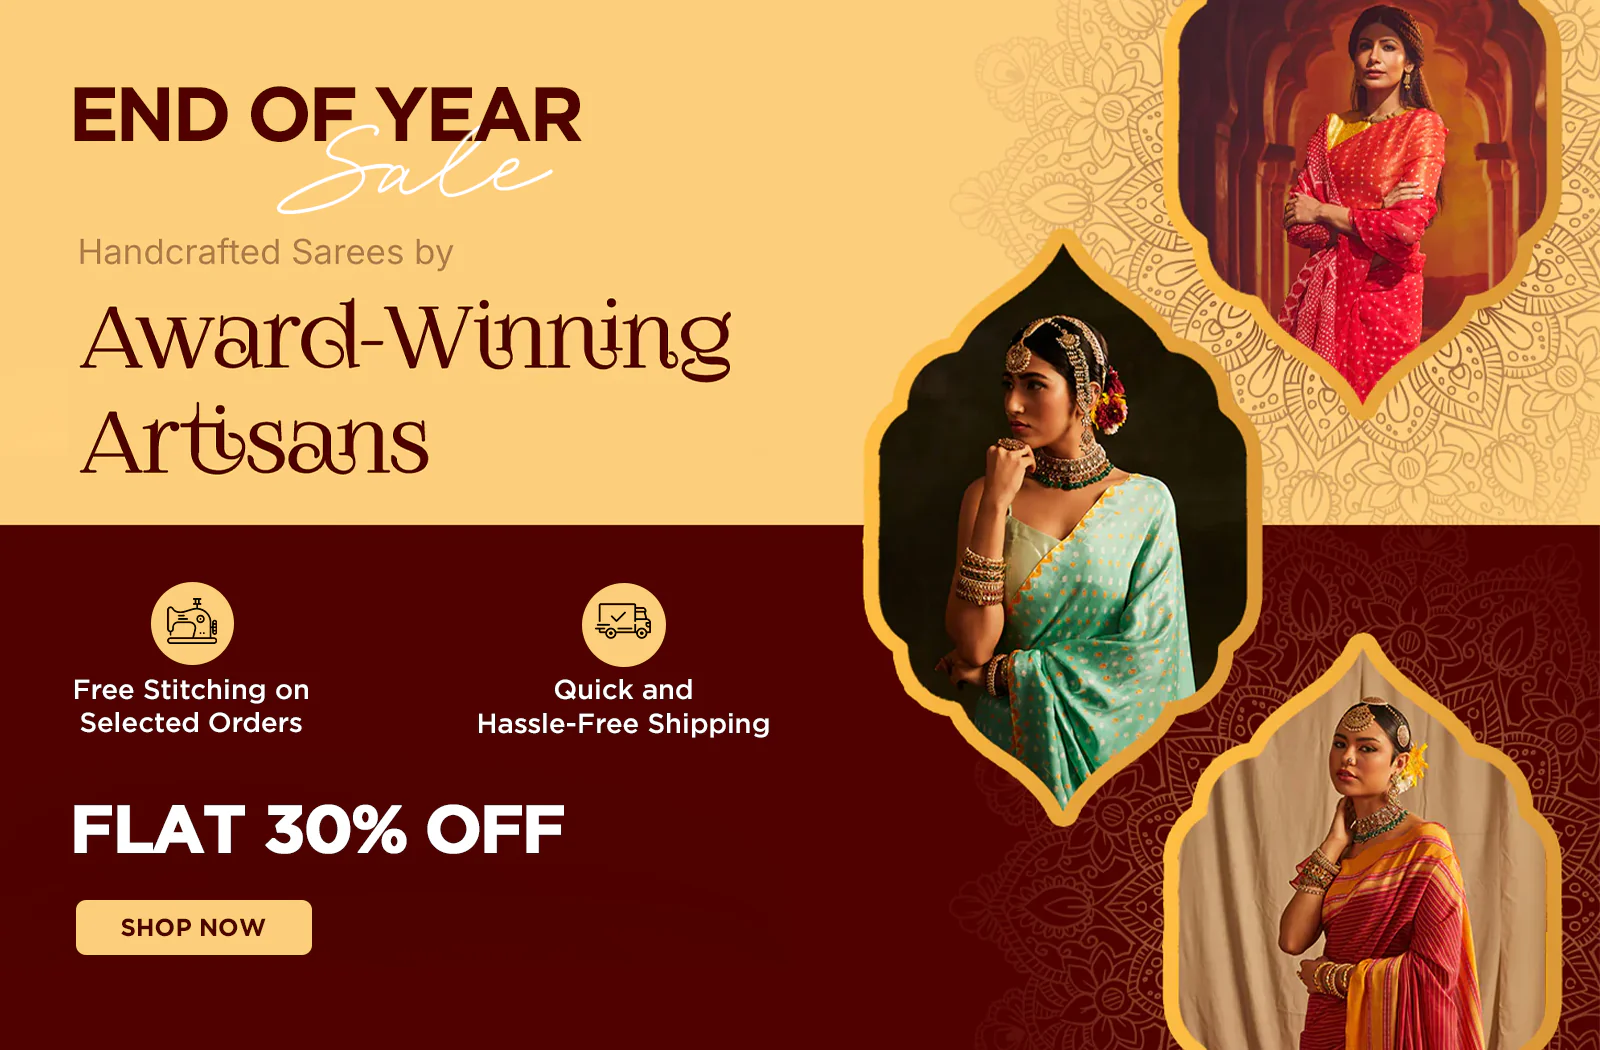 END OF YEAR
Sale
Handcrafted Sarees by
Award-Winning
Artisans
Free Stitching on
Selected Orders
Quick and
Hassle-Free Shipping
FLAT 30% OFF
SHOP NOW